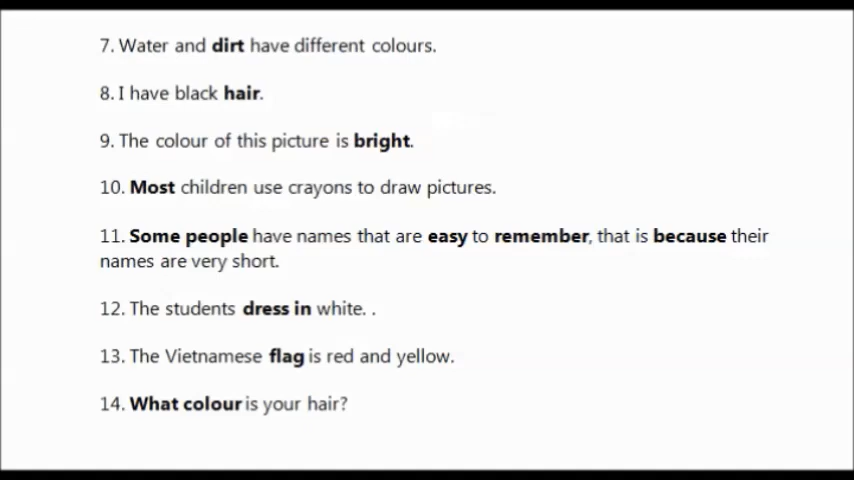 7. Water and dirt have different colours.
8. I have black hair.
9. The colour of this picture is bright.
10. Most children use crayons to draw pictures.
11. Some people have names that are easy to remember, that is because their
names are very short.
12. The students dress in white. .
13. The Vietnamese flag is red and yellow.
14. What colour is your hair?